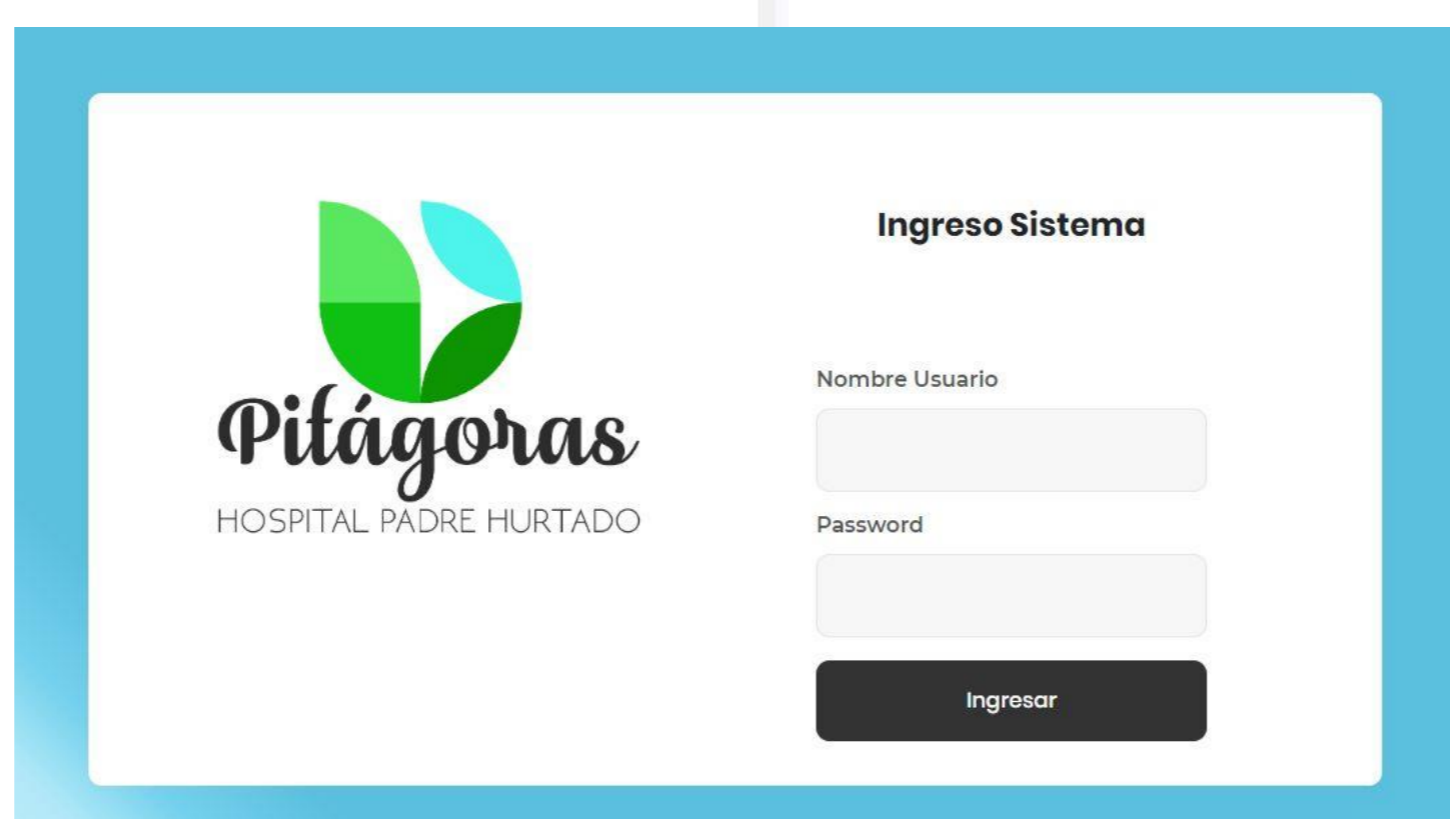 Pitágoras
HOSPITAL PADRE HURTADO
Ingreso Sistema
Nombre Usuario
Password
Ingresar